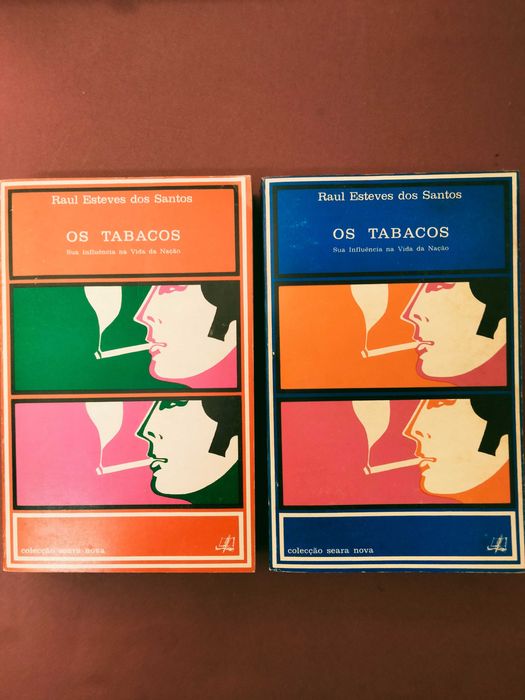 Raul Esteves dos Santos
OS TABACOS
Sua Influência na Vida da Nação
colecção seara nova
Raul Esteves dos Santos
OS TABACOS
Sua Influência na Vida da Nação
colecção seara nova